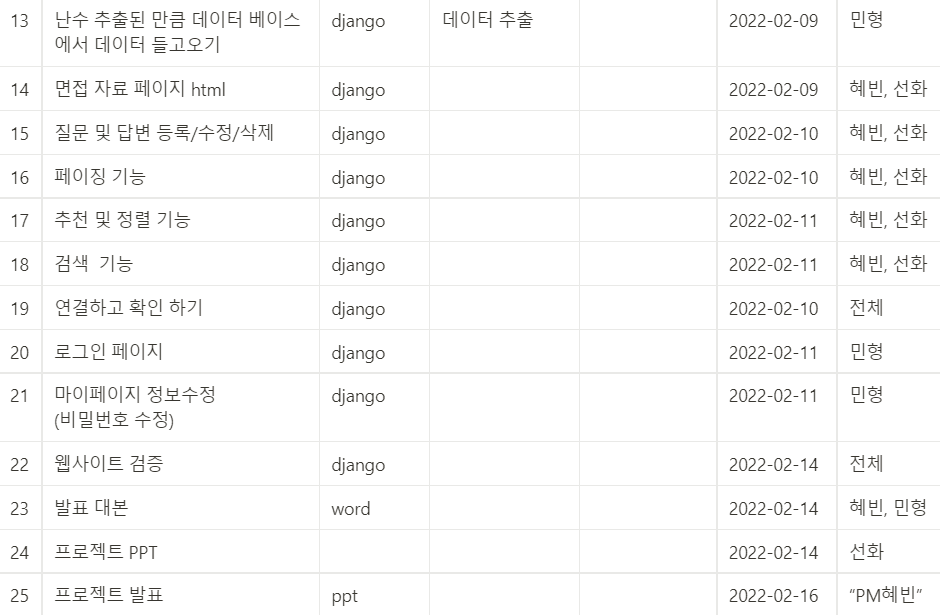 13 난수 추출된 만큼 데이터 베이스 django 데이터 추출 2022-02-09 민형
에서 데이터 들고오기
14 면접 자료 페이지 html django 2022-02-09 혜빈, 선화
15 질문 및 답변 등록/수정/삭제 django 2022-02-10 혜빈, 선화
16 페이징 기능 django 2022-02-10 혜빈, 선화
17 추천 및 정렬 기능 django 2022-02-11 혜빈, 선화
18 검색  기능 django 2022-02-11 혜빈, 선화
19 연결하고 확인 하기 django 2022-02-10 전체
20 로그인 페이지 django 2022-02-11 민형
21 마이페이지 정보수정 django 2022-02-11 민형
(비밀번호 수정)
22 웹사이트 검증 django 2022-02-14 전체
23 발표 대본 word 2022-02-14 혜빈, 민형
24 프로젝트 PPT 2022-02-14 선화
25 프로젝트 발표 ppt 2022-02-16 “PM혜빈”